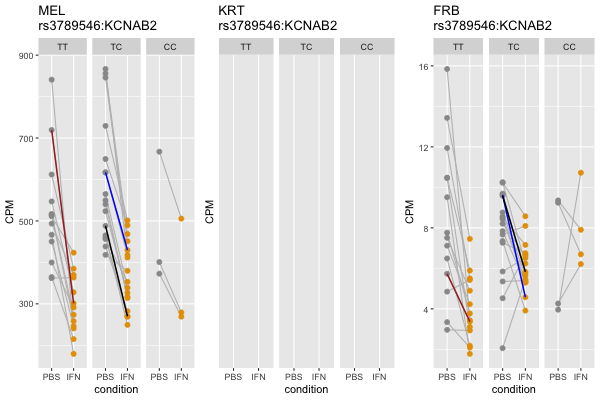 MEL
rs3789546:KCNAB2
TT TC CC
900
700
500
300
CPM
PBS IFN PBS IFN PBS IFN
condition
KRT
rs3789546:KCNAB2
TT TC CC
CPM
PBS IFN PBS IFN PBS IFN
condition
FRB
rs3789546:KCNAB2
TT TC CC
16
12
8
4
CPM
PBS IFN PBS IFN PBS IFN
condition